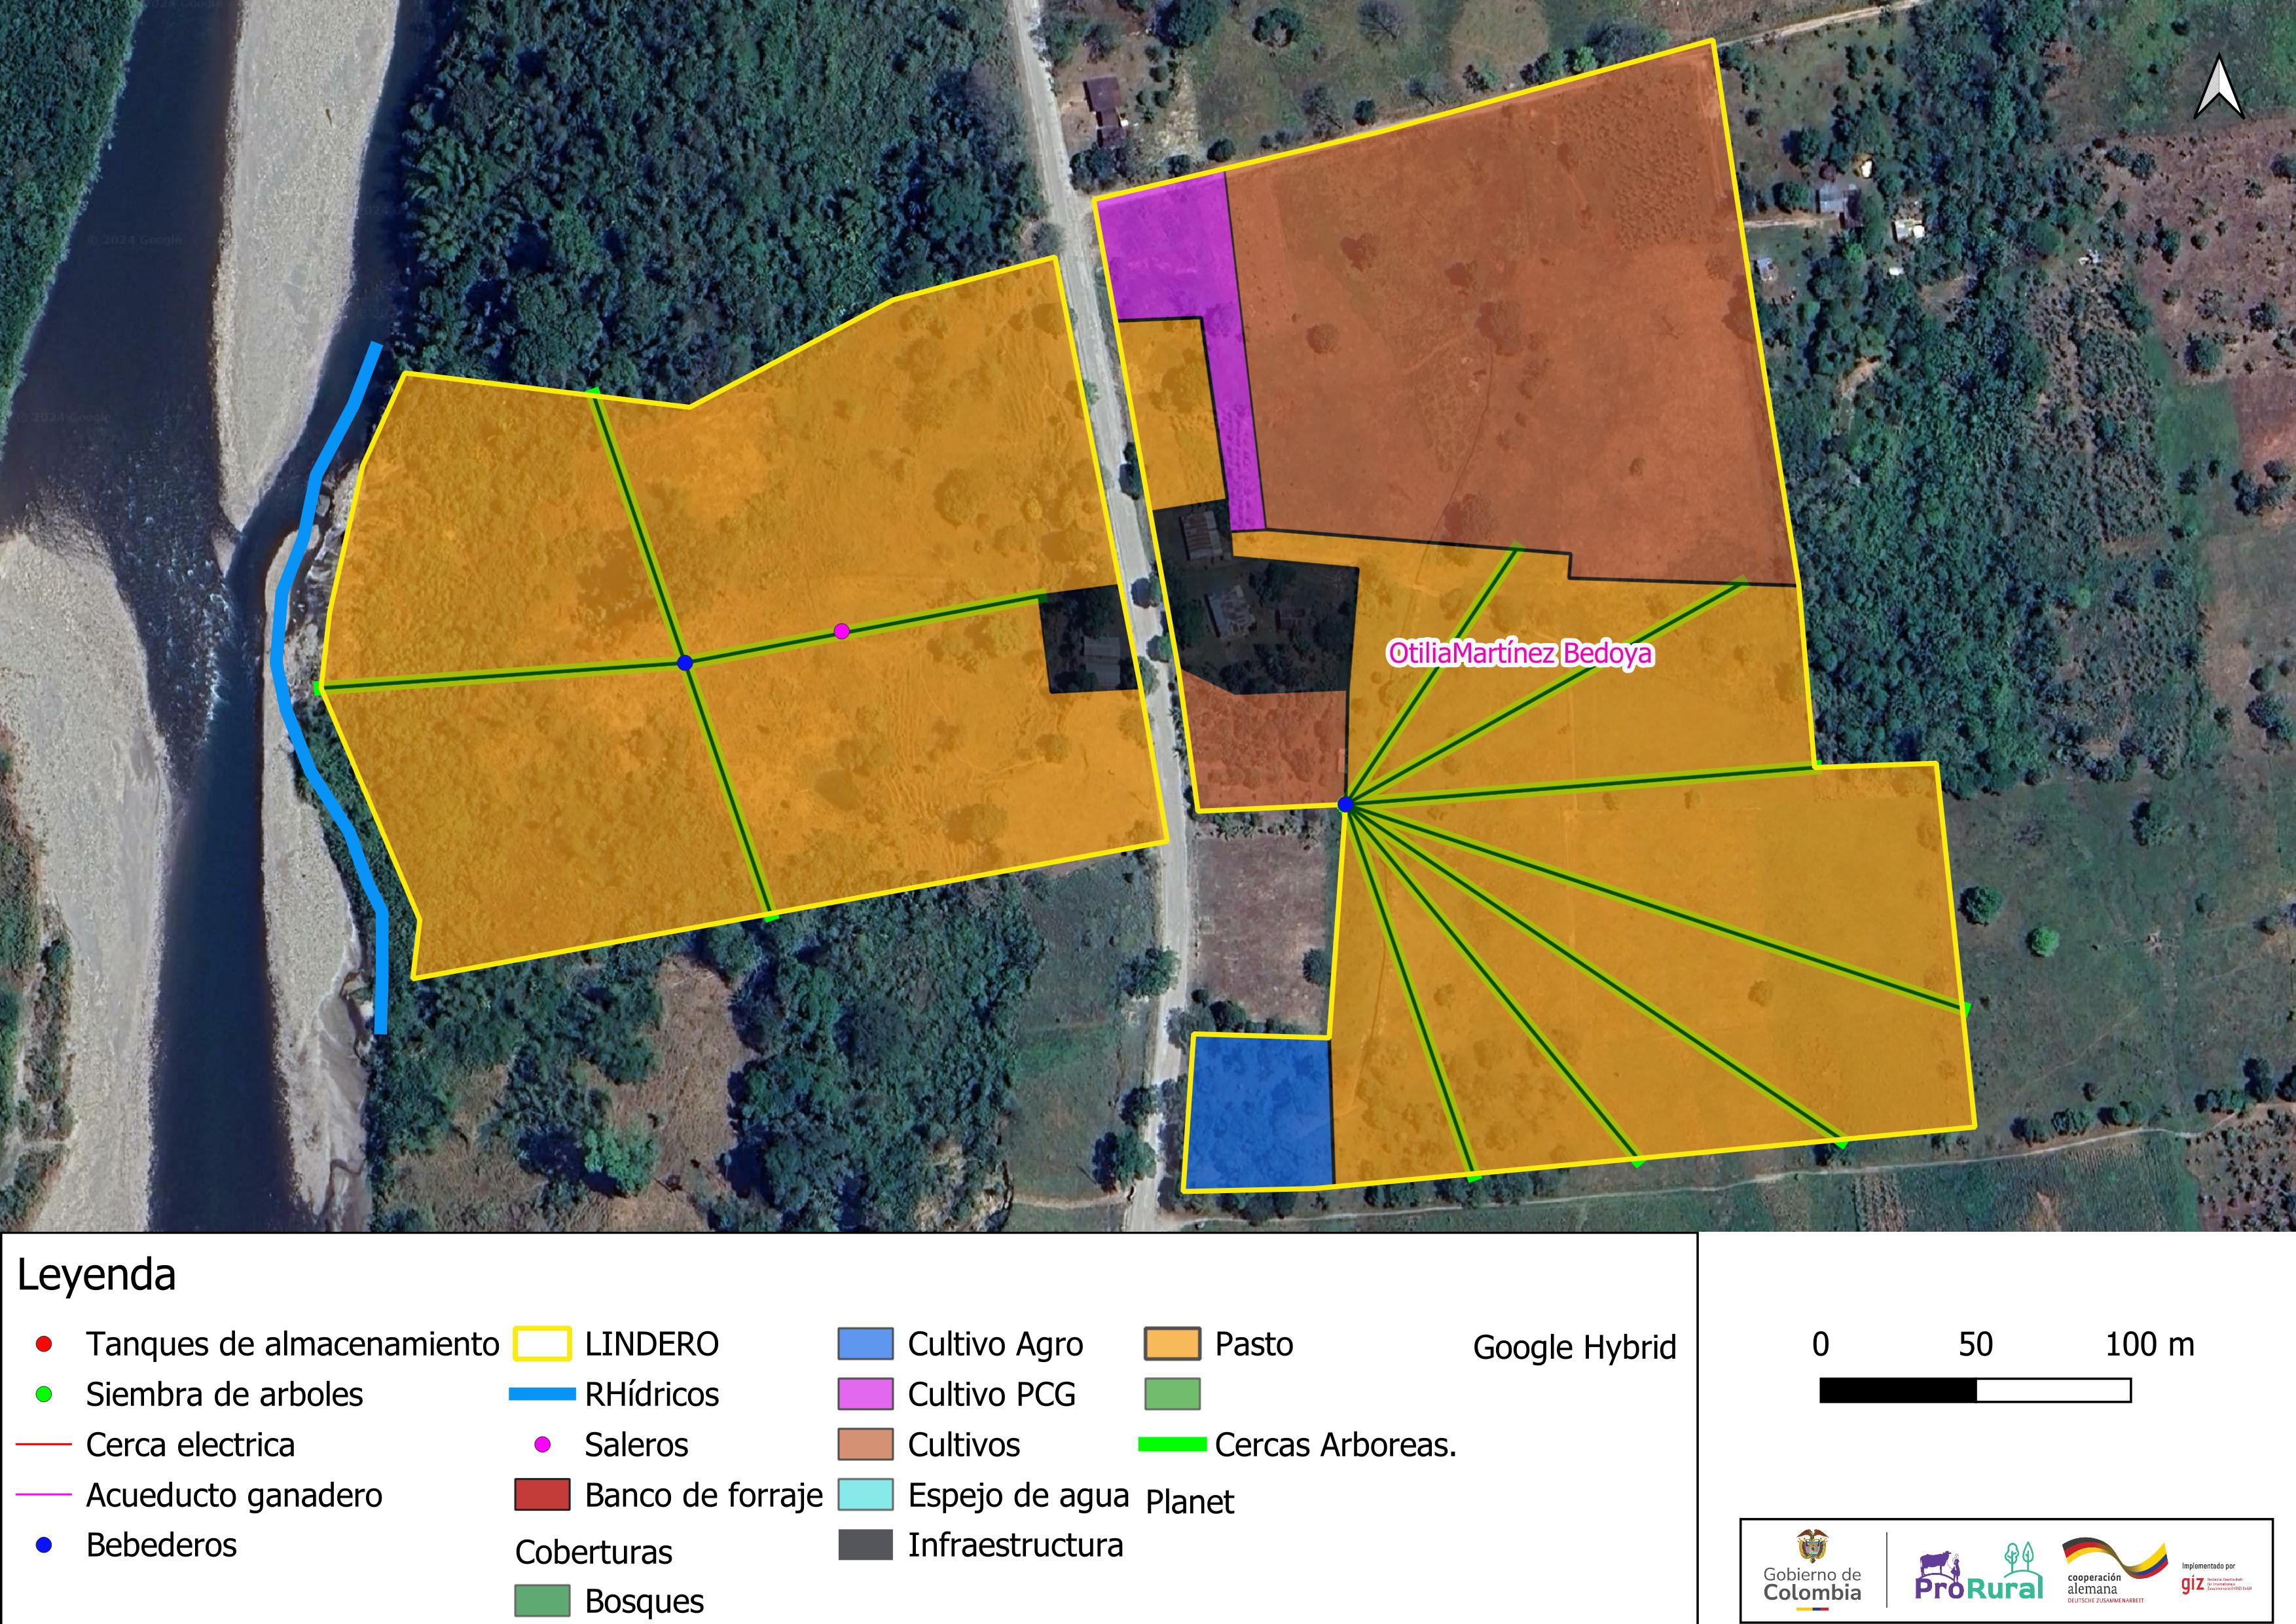 © 2024 Google
© 2024 Google
OtiliaMartínez Bedoya
Leyenda
Tanques de almacenamiento
Siembra de arboles
Cerca electrica
Acueducto ganadero
Bebederos
LINDERO
RHídricos
Saleros
Banco de forraje
Coberturas
Bosques
Cultivo Agro
Cultivo PCG
Cultivos
Espejo de agua
Infraestructura
Pasto
Cercas Arboreas.
Planet
Google Hybrid
0 50 100 m
Gobierno de
Colombia
ProRural
cooperación
alemana
DEUTSCHE ZUSAMMENARBEIT
Implementado por
giz